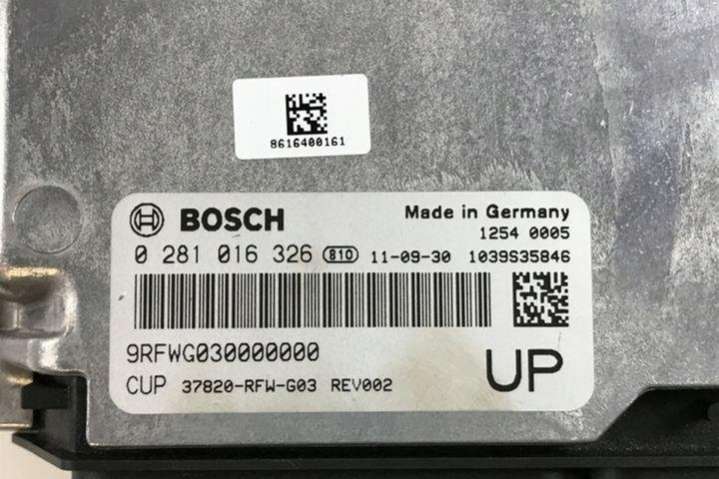 8616400161
BOSCH
Made in Germany
1254 0005
0 281 016 326 810 11-09-30 1039S35846
9RFWG030000000
CUP 37820-RFW-G03 REV002
UP